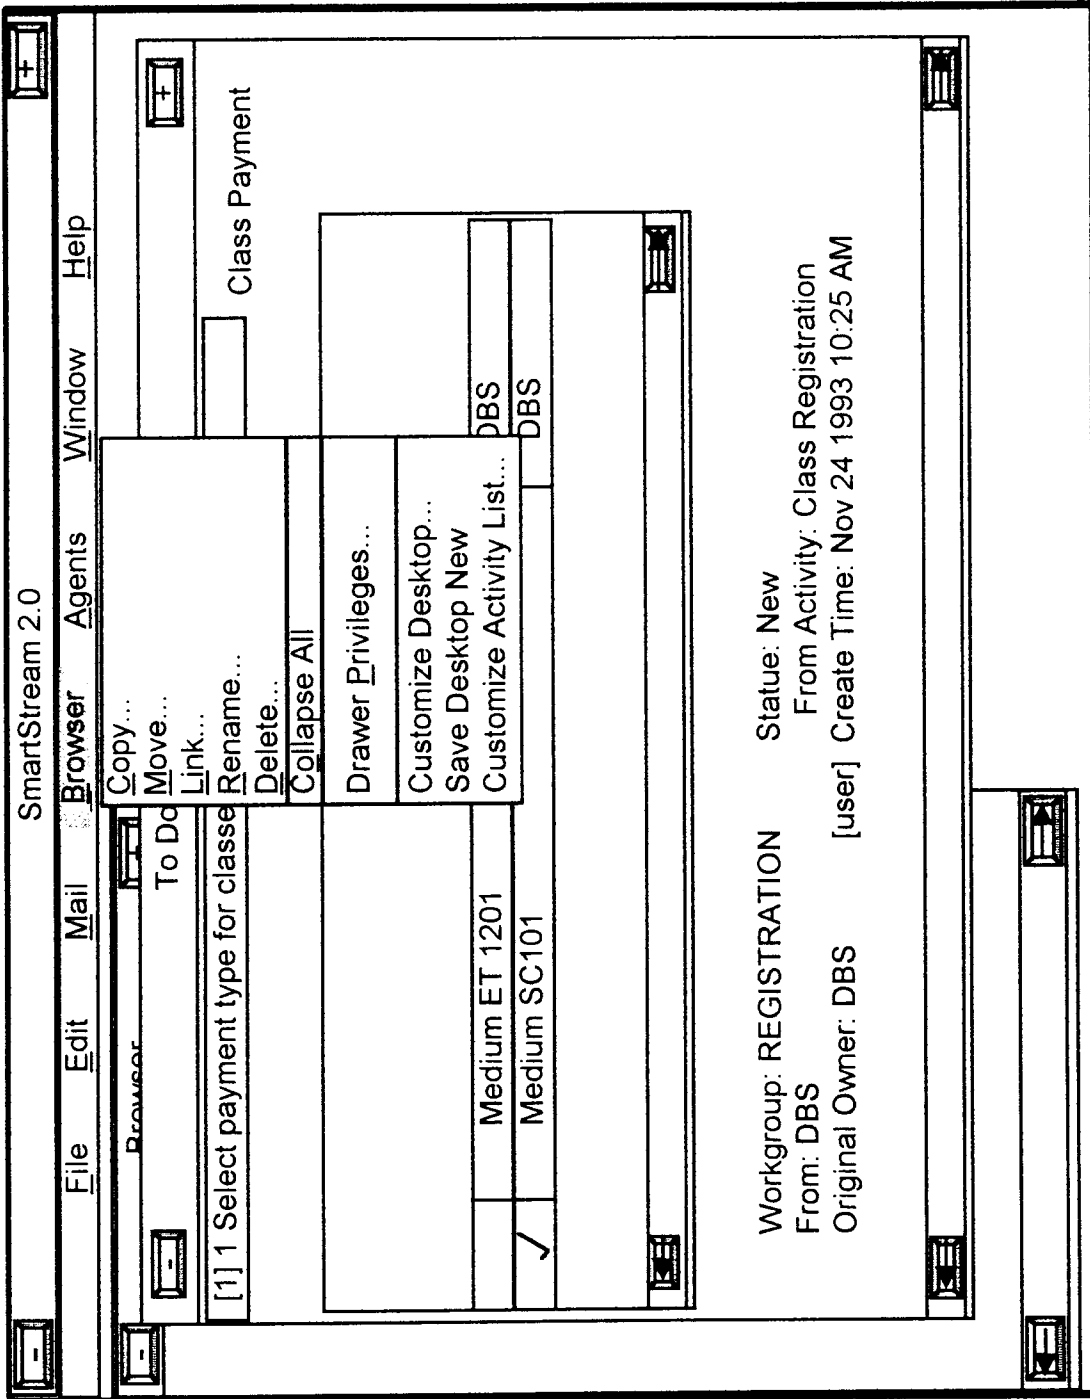 SmartStream 2.0
File Edit Mail Browser Agents Window Help
Browser
Copy...
Move...
Link...
Rename...
Delete...
Collapse All
Drawer Privileges...
Customize Desktop...
Save Desktop New
Customize Activity List...
To Do
[1] 1 Select payment type for classe
Class Payment
Medium ET 1201 DBS
Medium SC101 DBS
Workgroup: REGISTRATION Statue: New
From: DBS From Activity: Class Registration
Original Owner: DBS [user] Create Time: Nov 24 1993 10:25 AM